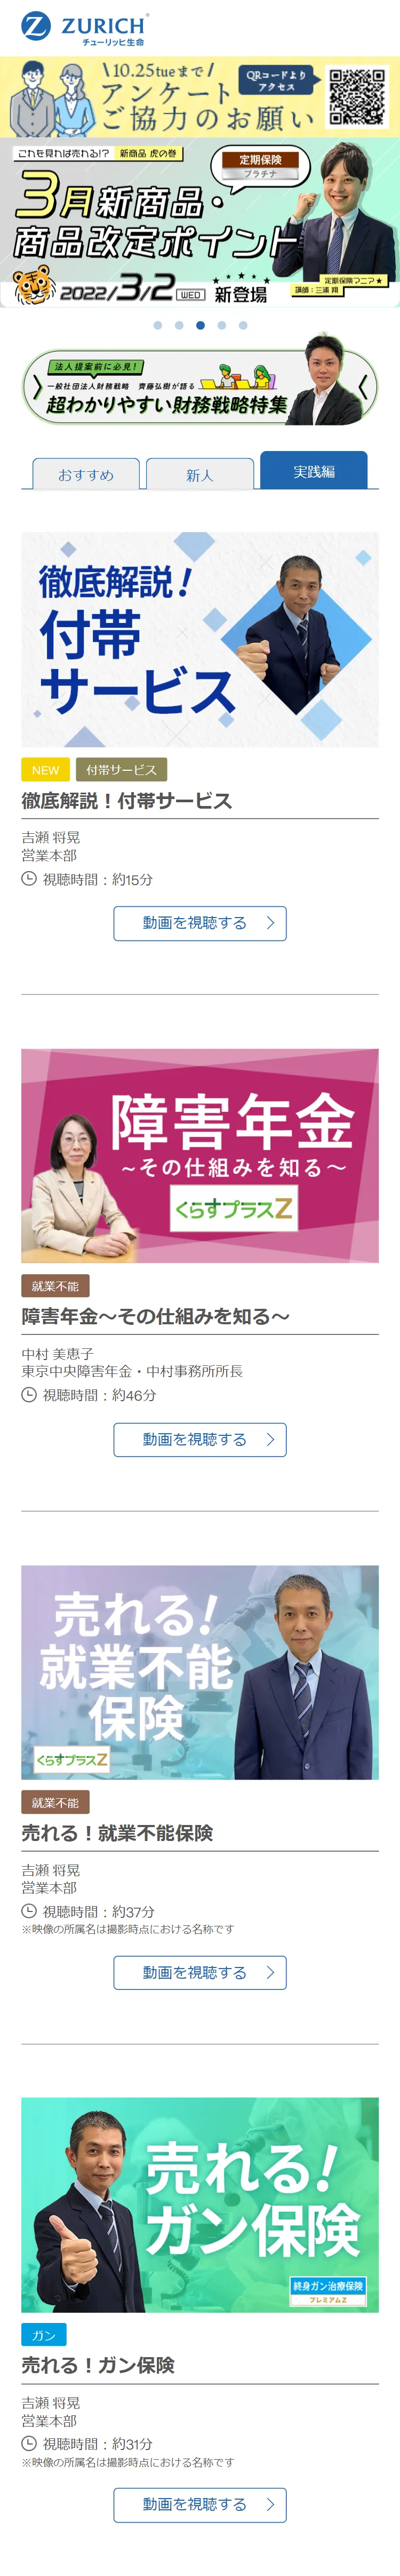 ZURICH
チューリッヒ生命
10.25tueまで
アンケート
ご協力のお願い
QRコードより
アクセス
これを見れば売れる!?
新商品 虎の巻
定期保険
プラチナ
3月新商品・
商品改定ポイント
2022/3/2 WED
新登場
定期保険マニア★
講師：三浦 翔
法人提案前に必見！
一般社団法人財務戦略　齊藤弘樹が語る
超わかりやすい財務戦略特集
おすすめ
新人
実践編
徹底解説！
付帯
サービス
NEW
付帯サービス
徹底解説！付帯サービス
吉瀬 将晃
営業本部
視聴時間：約15分
動画を視聴する
障害年金
～その仕組みを知る～
くらすプラスZ
就業不能
障害年金～その仕組みを知る～
中村 美恵子
東京中央障害年金・中村事務所所長
視聴時間：約46分
動画を視聴する
売れる！
就業不能
保険
くらすプラスZ
就業不能
売れる！就業不能保険
吉瀬 将晃
営業本部
視聴時間：約37分
※映像の所属名は撮影時点における名称です
動画を視聴する
売れる！
ガン保険
終身ガン治療保険
プレミアムZ
ガン
売れる！ガン保険
吉瀬 将晃
営業本部
視聴時間：約31分
※映像の所属名は撮影時点における名称です
動画を視聴する